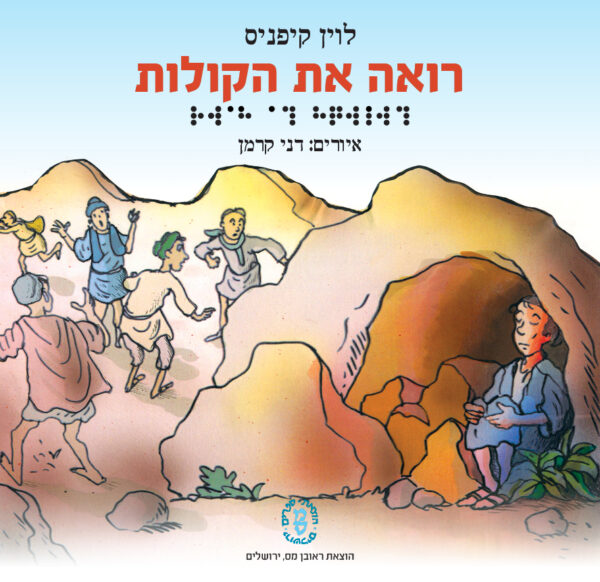 לוין קיפניס
רואה את הקולות
איורים: דני קרמן
הוצאת ראובן מס, ירושלים